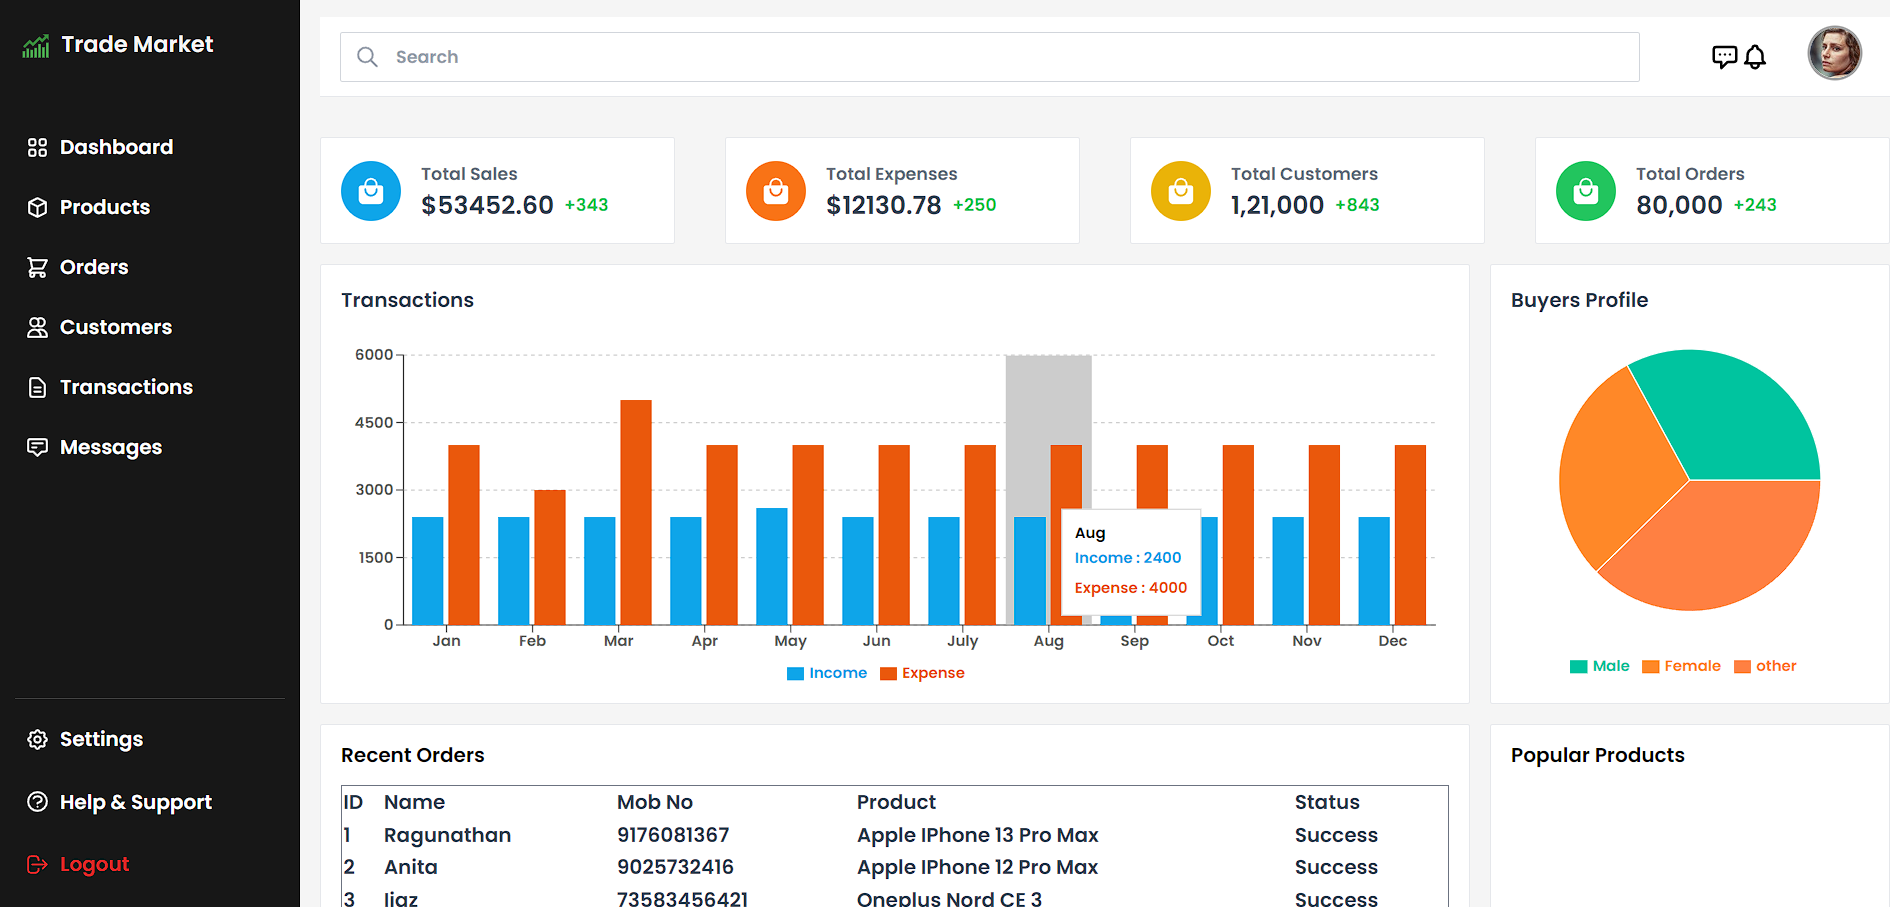 Trade Market
Search
Dashboard
Products
Orders
Customers
Transactions
Messages
Settings
Help & Support
Logout
Total Sales
$53452.60 +343
Total Expenses
$12130.78 +250
Total Customers
1,21,000 +843
Total Orders
80,000 +243
Transactions
6000
4500
3000
1500
0
Jan Feb Mar Apr May Jun July Aug Sep Oct Nov Dec
Aug
Income : 2400
Expense : 4000
Income Expense
Buyers Profile
Male Female other
Recent Orders
ID Name Mob No Product Status
1 Ragunathan 9176081367 Apple IPhone 13 Pro Max Success
2 Anita 9025732416 Apple IPhone 12 Pro Max Success
3 Ijaz 73583456421 Oneplus Nord CE 3 Success
Popular Products